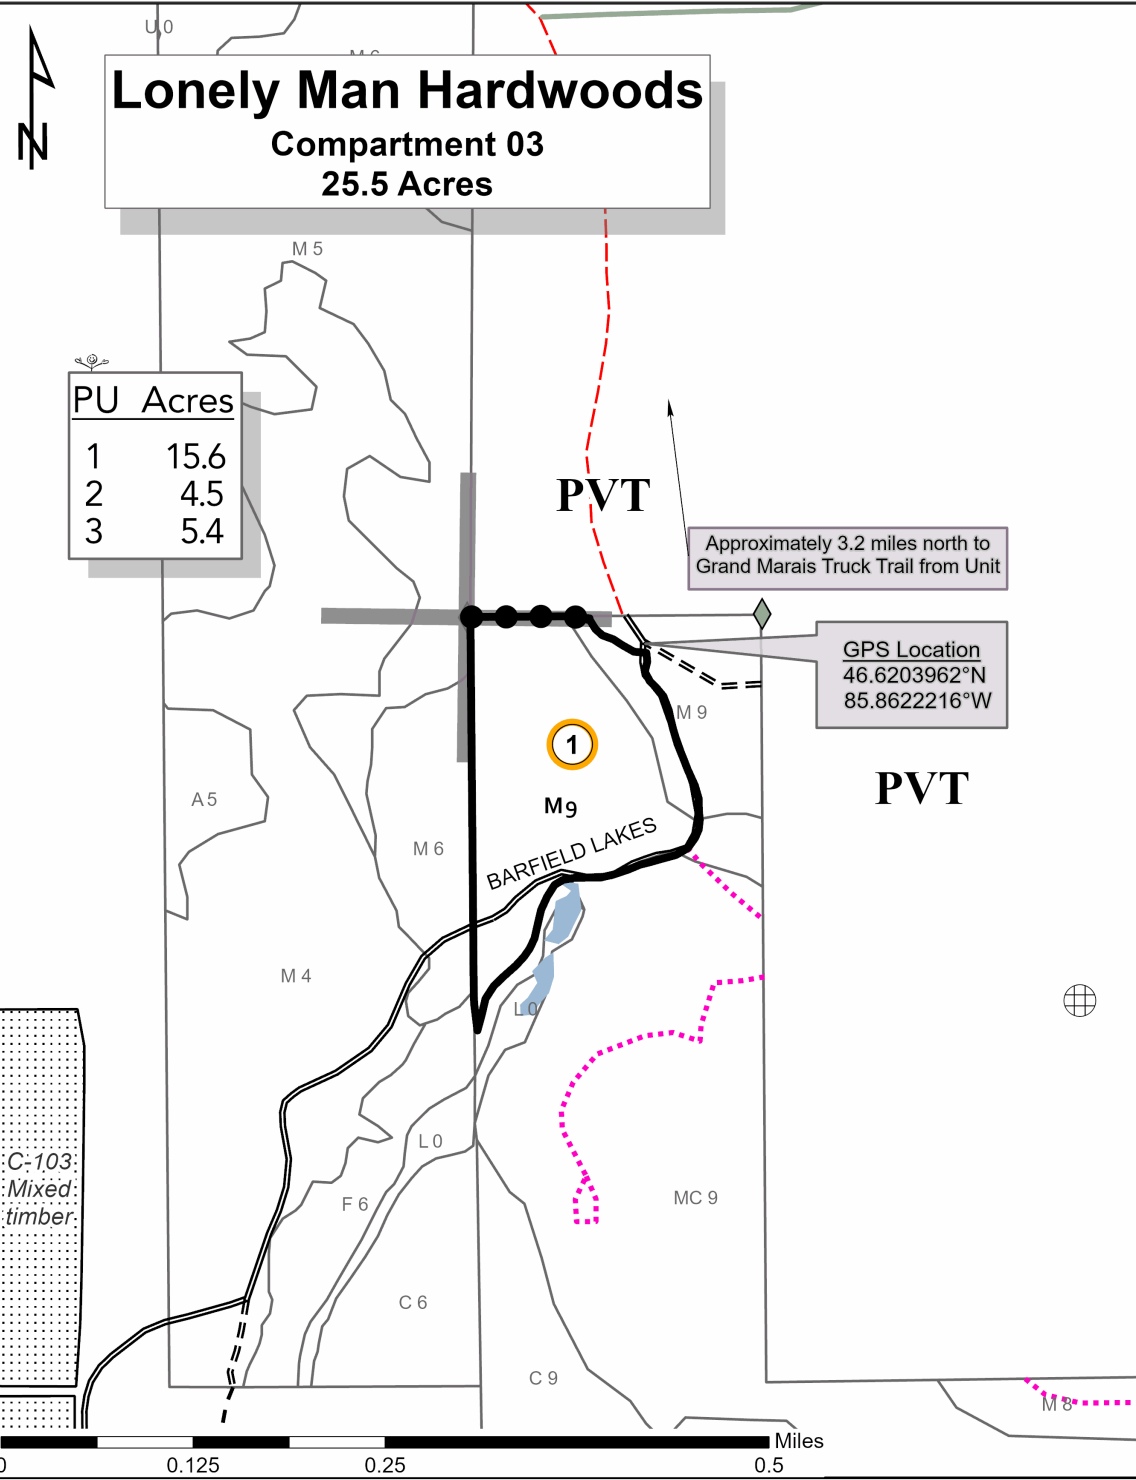 U 0
M 6
Lonely Man Hardwoods
Compartment 03
25.5 Acres
N
M 5
PU Acres
1 15.6
2 4.5
3 5.4
PVT
Approximately 3.2 miles north to
Grand Marais Truck Trail from Unit
GPS Location
46.6203962°N
85.8622216°W
M 9
1
PVT
A 5
M9
M 6
BARFIELD LAKES
M 4
L 0
L 0
C-103
Mixed
timber
F 6
MC 9
C 6
C 9
M 8
Miles
0 0.125 0.25 0.5